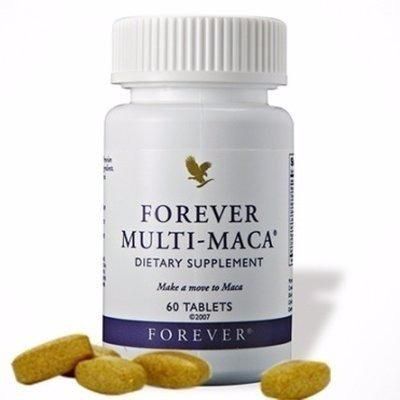 FOREVER
MULTI-MACA®
DIETARY SUPPLEMENT
Make a move to Maca
60 TABLETS
©2007
FOREVER®